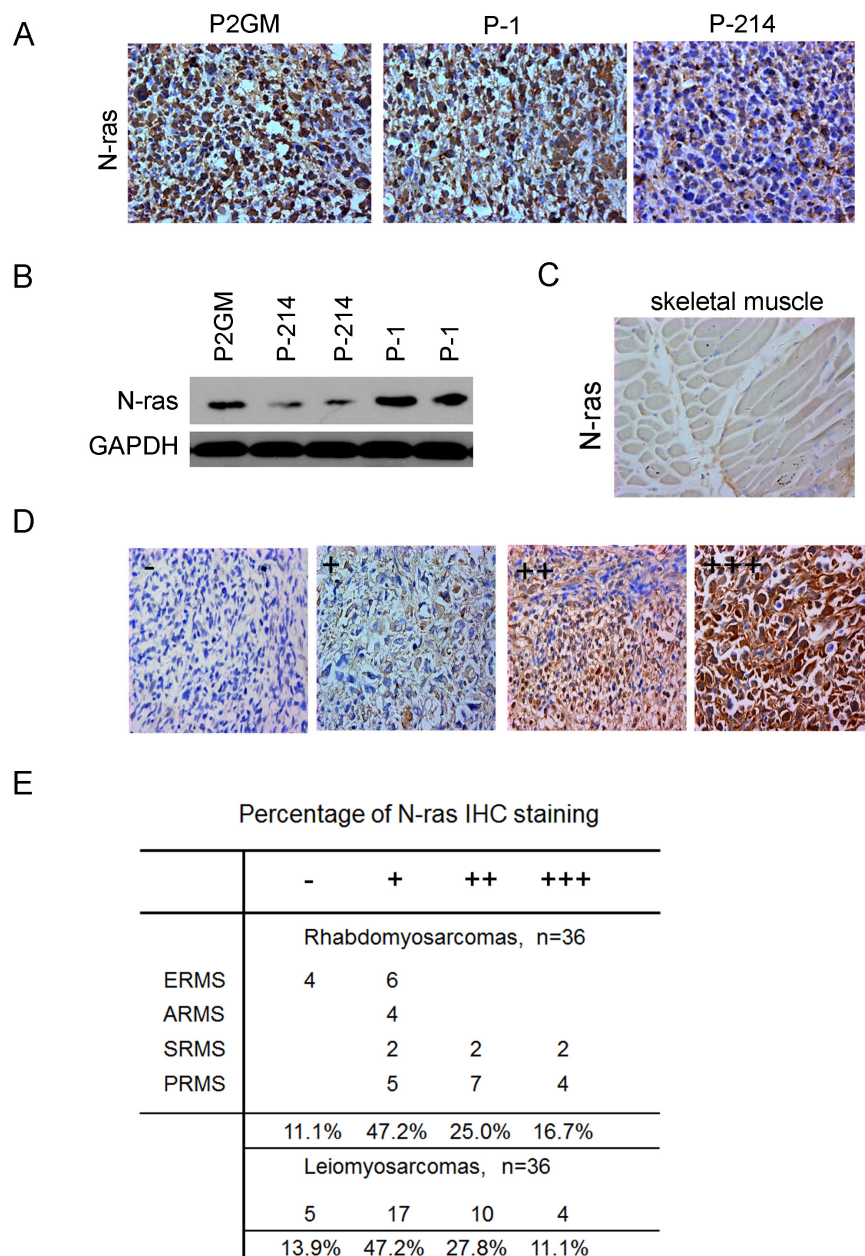 A
P2GM
P-1
P-214
N-ras
B
P2GM
P-214
P-214
P-1
P-1
N-ras
GAPDH
C
skeletal muscle
N-ras
D
-
+
++
+++
E
Percentage of N-ras IHC staining
- + ++ +++
Rhabdomyosarcomas, n=36
ERMS 4 6
ARMS 4
SRMS 2 2 2
PRMS 5 7 4
11.1% 47.2% 25.0% 16.7%
Leiomyosarcomas, n=36
5 17 10 4
13.9% 47.2% 27.8% 11.1%